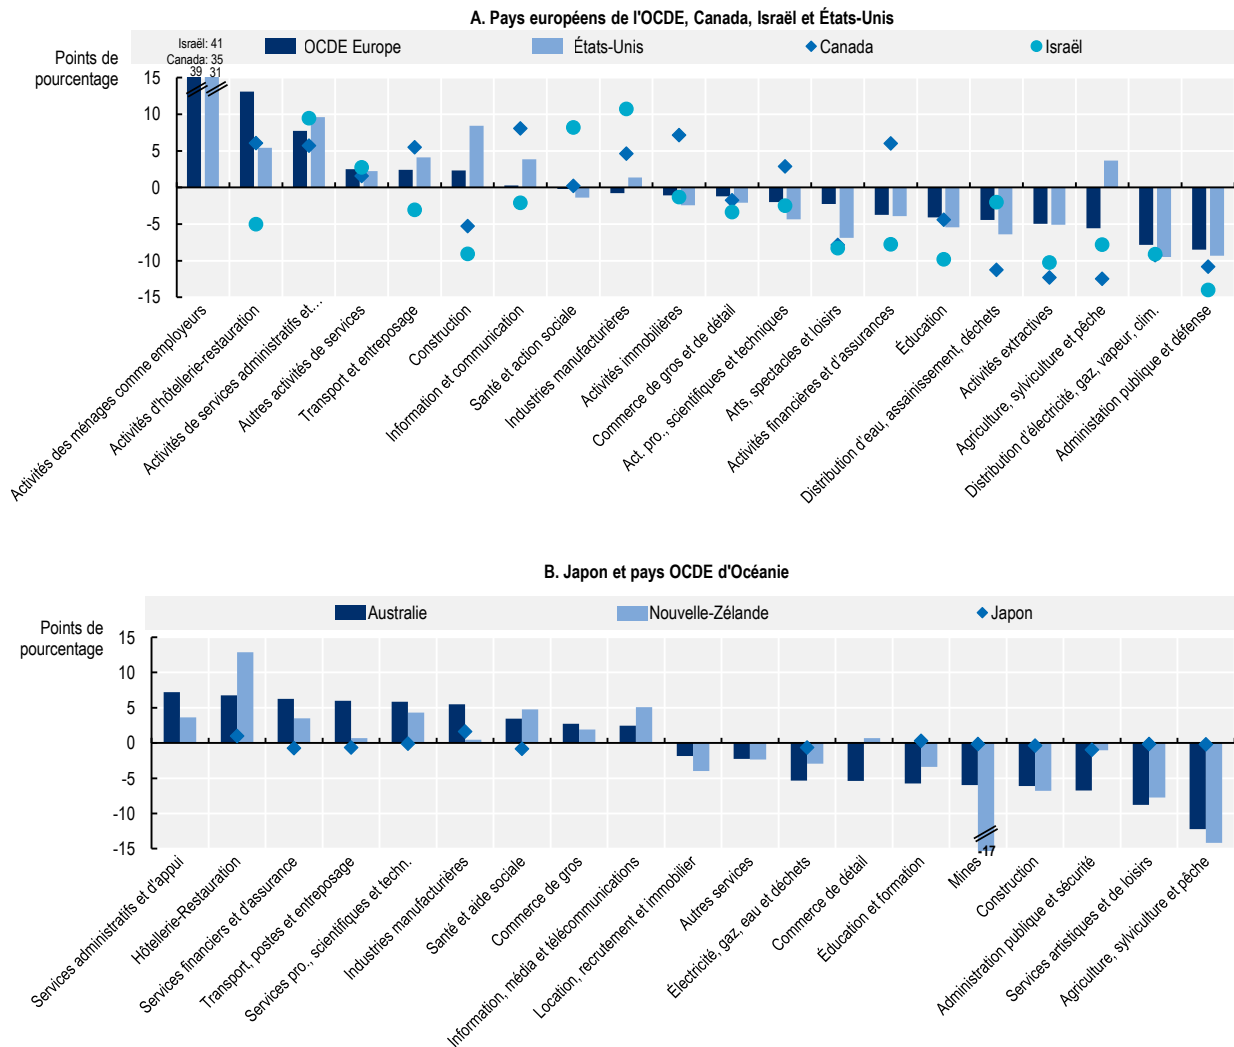 A. Pays européens de l'OCDE, Canada, Israël et États-Unis
OCDE Europe
États-Unis
Canada
Israël
Points de
pourcentage
Israël: 41
Canada: 35
39
31
15
10
5
0
-5
-10
-15
Activités des ménages comme employeurs
Activités d'hôtellerie-restauration
Activités de services administratifs et…
Autres activités de services
Transport et entreposage
Construction
Information et communication
Santé et action sociale
Industries manufacturières
Activités immobilières
Commerce de gros et de détail
Act. pro., scientifiques et techniques
Arts, spectacles et loisirs
Activités financières et d'assurances
Éducation
Distribution d'eau, assainissement, déchets
Activités extractives
Agriculture, sylviculture et pêche
Distribution d'électricité, gaz, vapeur, clim.
Administration publique et défense
B. Japon et pays OCDE d'Océanie
Australie
Nouvelle-Zélande
Japon
Points de
pourcentage
15
10
5
0
-5
-10
-15
-17
Services administratifs et d'appui
Hôtellerie-Restauration
Services financiers et d'assurance
Transport, postes et entreposage
Services pro., scientifiques et techn.
Industries manufacturières
Santé et aide sociale
Commerce de gros
Information, média et télécommunications
Location, recrutement et immobilier
Autres services
Électricité, gaz, eau et déchets
Commerce de détail
Éducation et formation
Mines
Construction
Administration publique et sécurité
Services artistiques et de loisirs
Agriculture, sylviculture et pêche